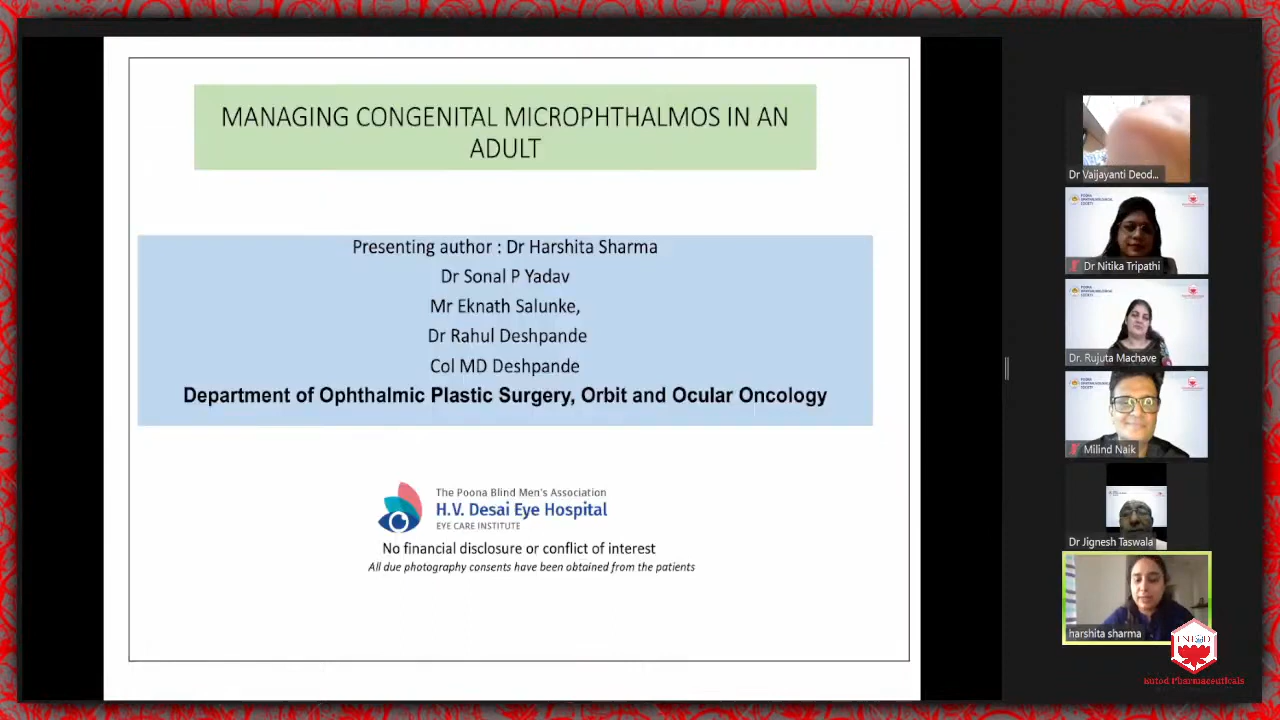 MANAGING CONGENITAL MICROPHTHALMOS IN AN
ADULT
Presenting author : Dr Harshita Sharma
Dr Sonal P Yadav
Mr Eknath Salunke,
Dr Rahul Deshpande
Col MD Deshpande
Department of Ophthalmic Plastic Surgery, Orbit and Ocular Oncology
The Poona Blind Men's Association
H.V. Desai Eye Hospital
EYE CARE INSTITUTE
No financial disclosure or conflict of interest
All due photography consents have been obtained from the patients
Dr Vaijayanti Deod...
Dr Nitika Tripathi
Dr. Rujuta Machave
Milind Naik
Dr Jignesh Taswala
harshita sharma